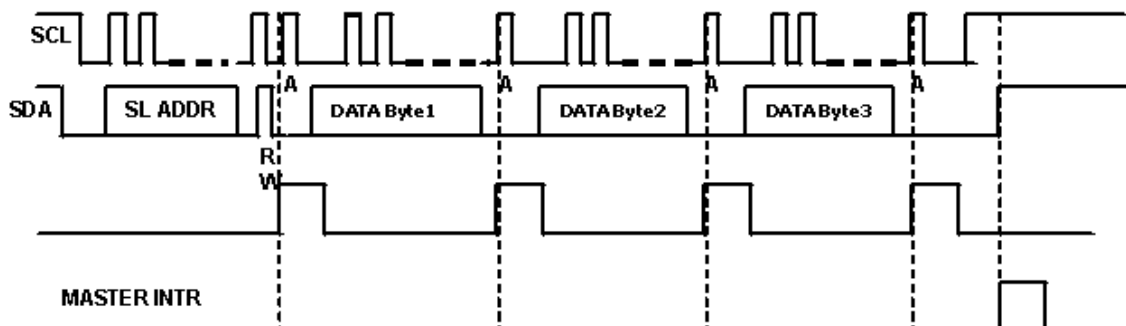 SCL
A A A A
SDA SL ADDR DATA Byte1 DATA Byte2 DATA Byte3
R
W
MASTER INTR